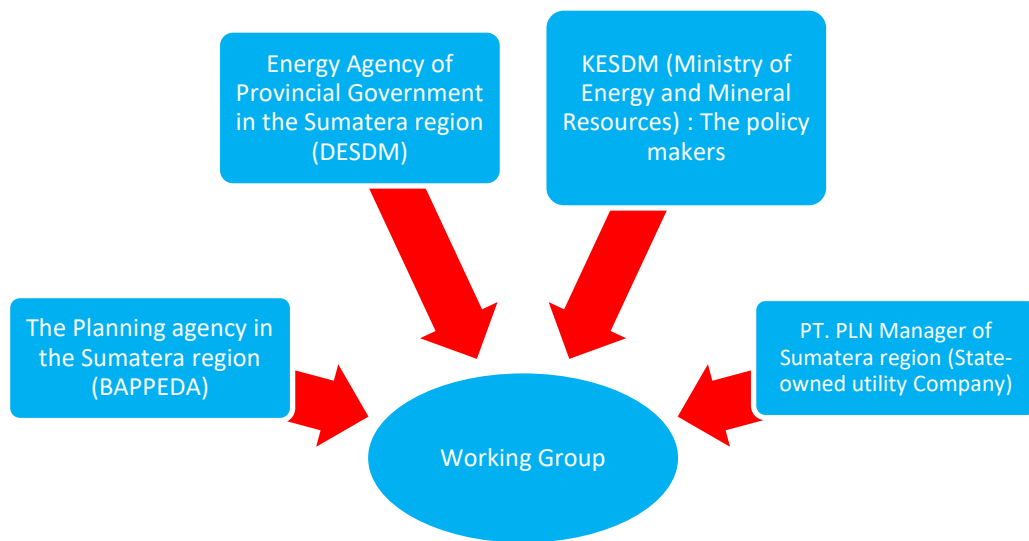 Energy Agency of
Provincial Government
in the Sumatera region
(DESDM)
KESDM (Ministry of
Energy and Mineral
Resources) : The policy
makers
The Planning agency in
the Sumatera region
(BAPPEDA)
PT. PLN Manager of
Sumatera region (State-
owned utility Company)
Working Group